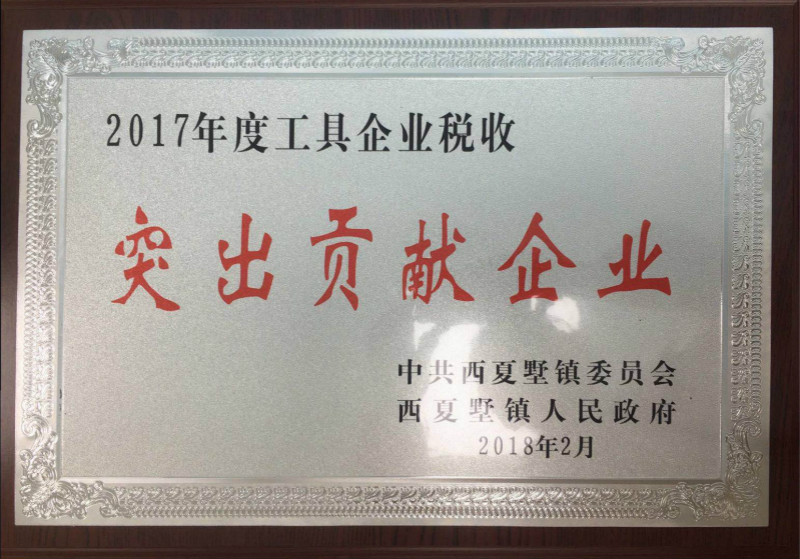 2017年度工具企业税收
突出贡献企业
中共西夏墅镇委员会
西夏墅镇人民政府
2018年2月